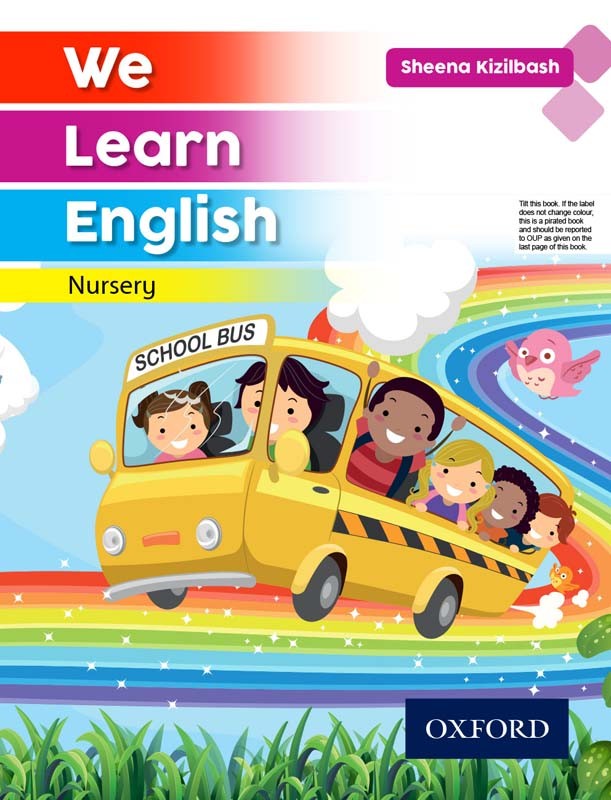 We
Sheena Kizilbash
Learn
English
Tilt this book. If the label
does not change colour,
this is a pirated book
and should be reported
to OUP as given on the
last page of this book.
Nursery
SCHOOL BUS
OXFORD